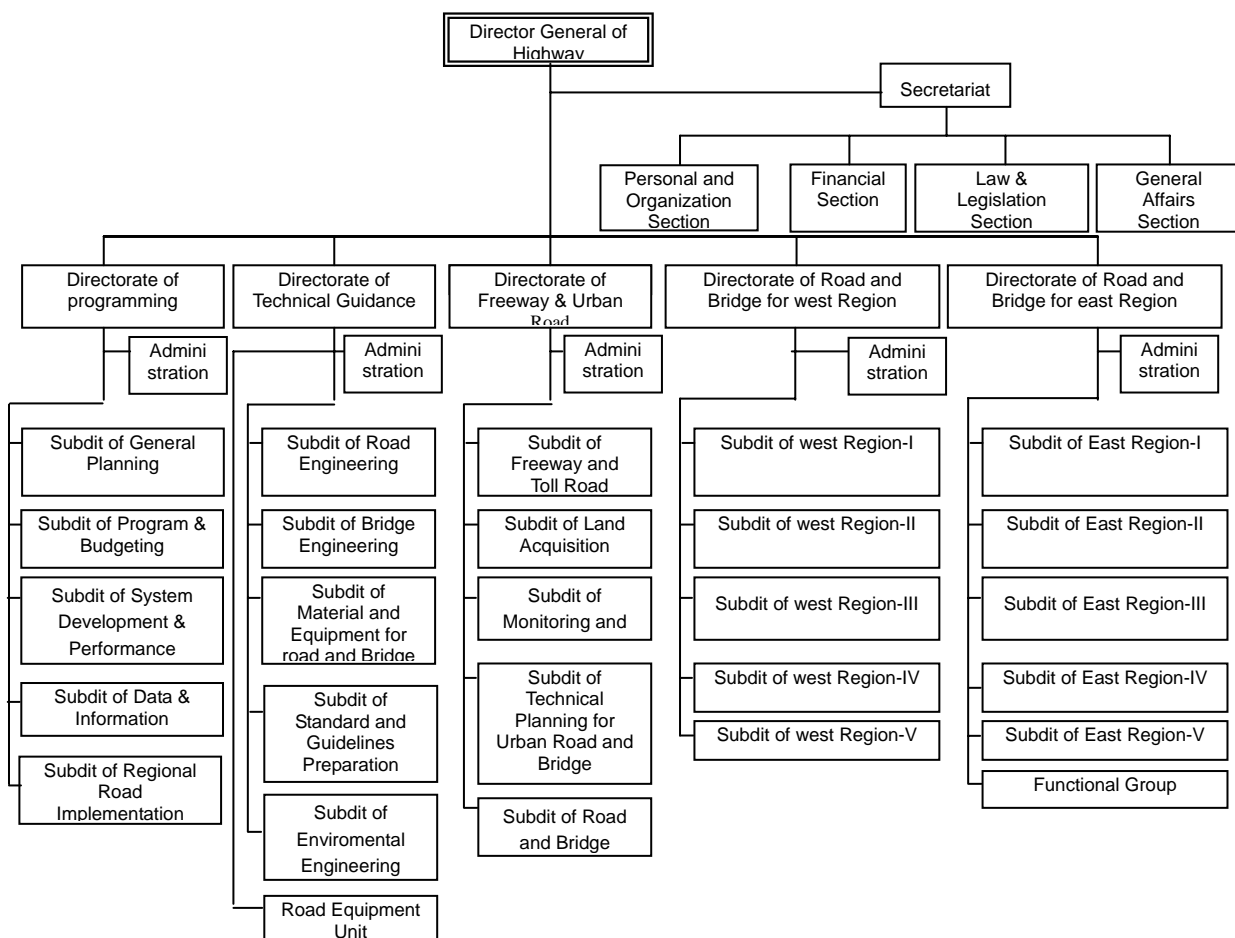 Director General of
Highway
Secretariat
Personal and
Organization
Section
Financial
Section
Law &
Legislation
Section
General
Affairs
Section
Directorate of
programming
Directorate of
Technical Guidance
Directorate of
Freeway & Urban
Road
Directorate of Road and
Bridge for west Region
Directorate of Road and
Bridge for east Region
Admini
stration
Admini
stration
Admini
stration
Admini
stration
Admini
stration
Subdit of General
Planning
Subdit of Program &
Budgeting
Subdit of System
Development &
Performance
Subdit of Data &
Information
Subdit of Regional
Road
Implementation
Subdit of Road
Engineering
Subdit of Bridge
Engineering
Subdit of
Material and
Equipment for
road and Bridge
Subdit of
Standard and
Guidelines
Preparation
Subdit of
Enviromental
Engineering
Road Equipment
Unit
Subdit of
Freeway and
Toll Road
Subdit of Land
Acquisition
Subdit of
Monitoring and
Subdit of
Technical
Planning for
Urban Road and
Bridge
Subdit of Road
and Bridge
Subdit of west Region-I
Subdit of west Region-II
Subdit of west Region-III
Subdit of west Region-IV
Subdit of west Region-V
Subdit of East Region-I
Subdit of East Region-II
Subdit of East Region-III
Subdit of East Region-IV
Subdit of East Region-V
Functional Group